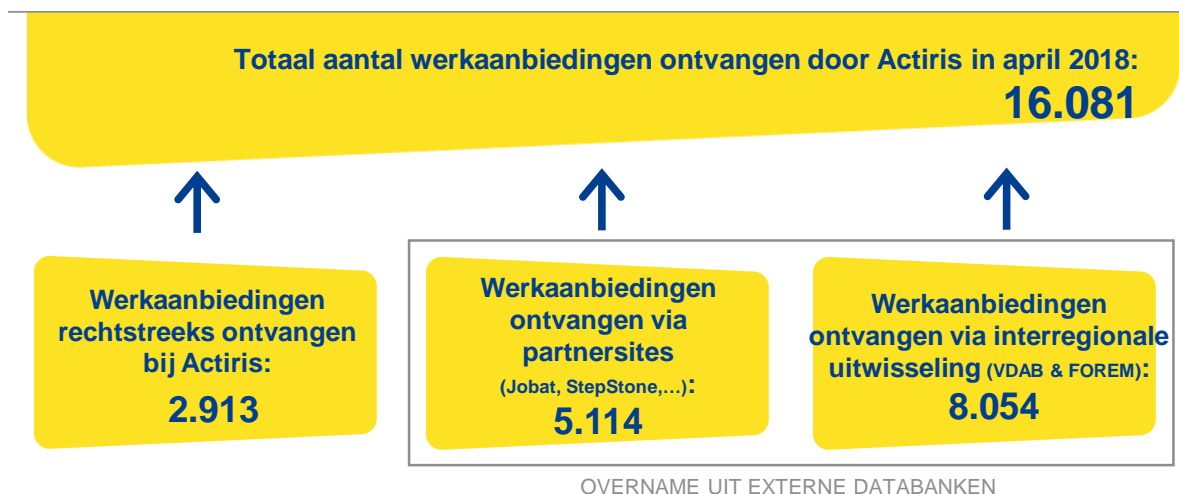 Totaal aantal werkaanbiedingen ontvangen door Actiris in april 2018:
16.081
Werkaanbiedingen
rechtstreeks ontvangen
bij Actiris:
2.913
Werkaanbiedingen
ontvangen via
partnersites
(Jobat, StepStone,…):
5.114
Werkaanbiedingen
ontvangen via interregionale
uitwisseling (VDAB & FOREM):
8.054
OVERNAME UIT EXTERNE DATABANKEN